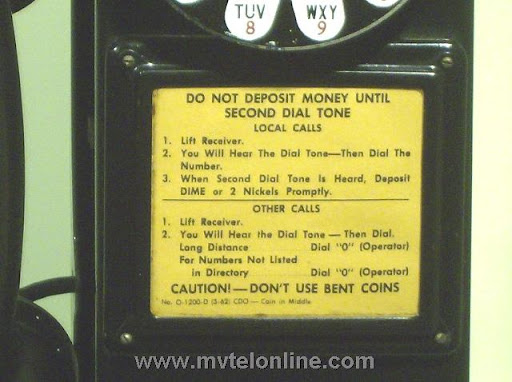 TUV WXY
8 9
DO NOT DEPOSIT MONEY UNTIL
SECOND DIAL TONE
LOCAL CALLS
1. Lift Receiver.
2. You Will Hear The Dial Tone—Then Dial The
Number.
3. When Second Dial Tone Is Heard, Deposit
DIME or 2 Nickels Promptly.
OTHER CALLS
1. Lift Receiver.
2. You Will Hear the Dial Tone — Then Dial.
Long Distance Dial "O" (Operator)
For Numbers Not Listed
in Directory Dial "O" (Operator)
CAUTION!—DON'T USE BENT COINS
No. D-1200-D (5-62) CDO — Coin in Middle.
www.mvtelonline.com